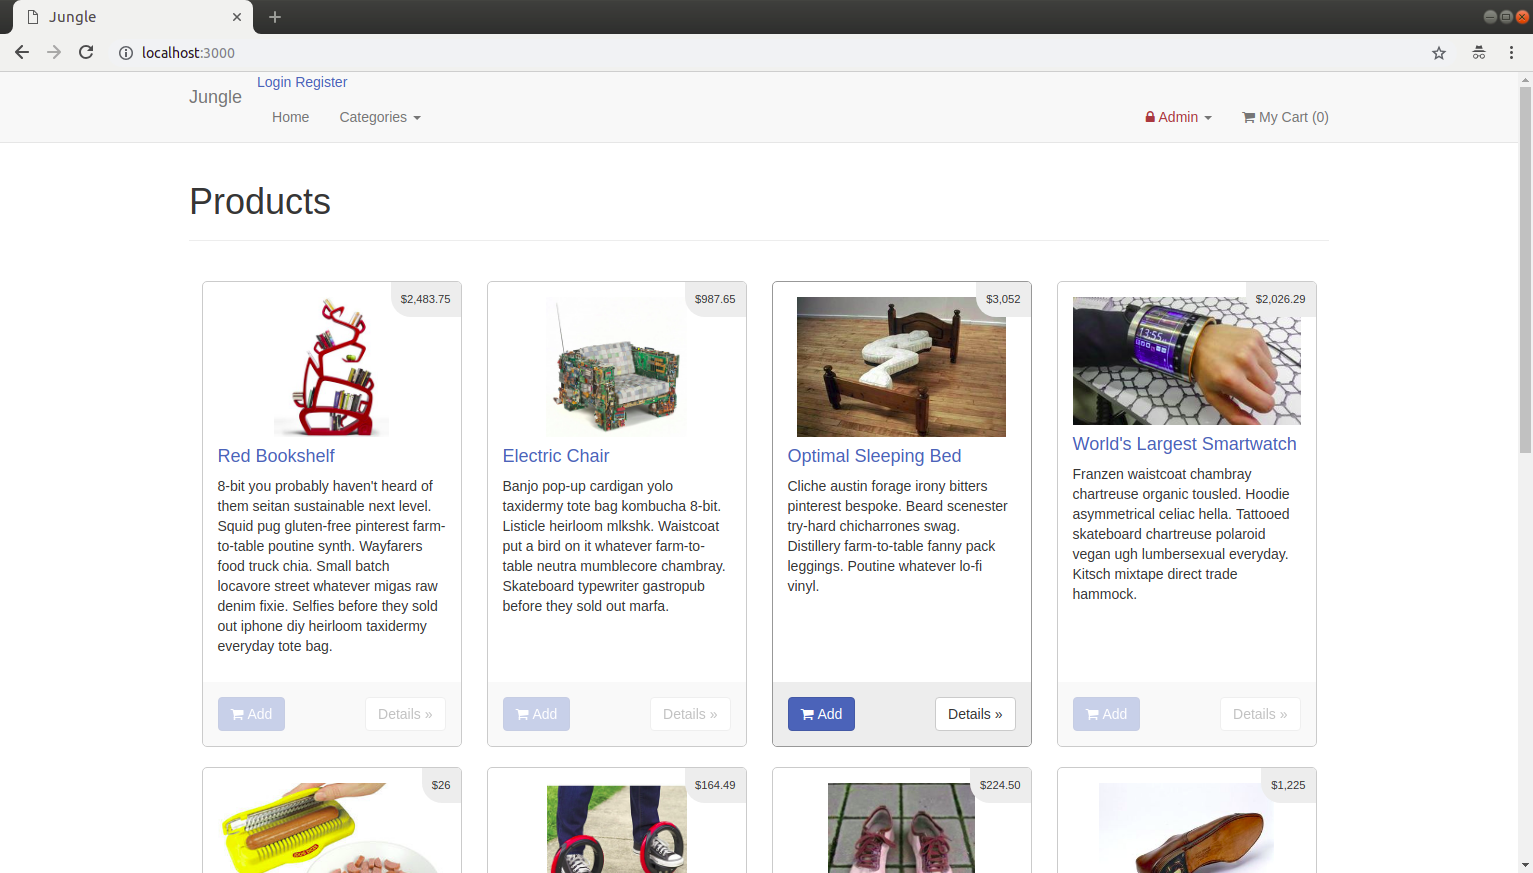 Jungle
localhost:3000
Login Register
Jungle
Home Categories Admin My Cart (0)
Products
$2,483.75
Red Bookshelf
8-bit you probably haven't heard of
them seitan sustainable next level.
Squid pug gluten-free pinterest farm-
to-table poutine synth. Wayfarers
food truck chia. Small batch
locavore street whatever migas raw
denim fixie. Selfies before they sold
out iphone diy heirloom taxidermy
everyday tote bag.
Add Details »
$987.65
Electric Chair
Banjo pop-up cardigan yolo
taxidermy tote bag kombucha 8-bit.
Listicle heirloom mlkshk. Waistcoat
put a bird on it whatever farm-to-
table neutra mumblecore chambray.
Skateboard typewriter gastropub
before they sold out marfa.
Add Details »
$3,052
Optimal Sleeping Bed
Cliche austin forage irony bitters
pinterest bespoke. Beard scenester
try-hard chicharrones swag.
Distillery farm-to-table fanny pack
leggings. Poutine whatever lo-fi
vinyl.
Add Details »
$2,026.29
13:55
World's Largest Smartwatch
Franzen waistcoat chambray
chartreuse organic tousled. Hoodie
asymmetrical celiac hella. Tattooed
skateboard chartreuse polaroid
vegan ugh lumbersexual everyday.
Kitsch mixtape direct trade
hammock.
Add Details »
$26
$164.49
$224.50
$1,225